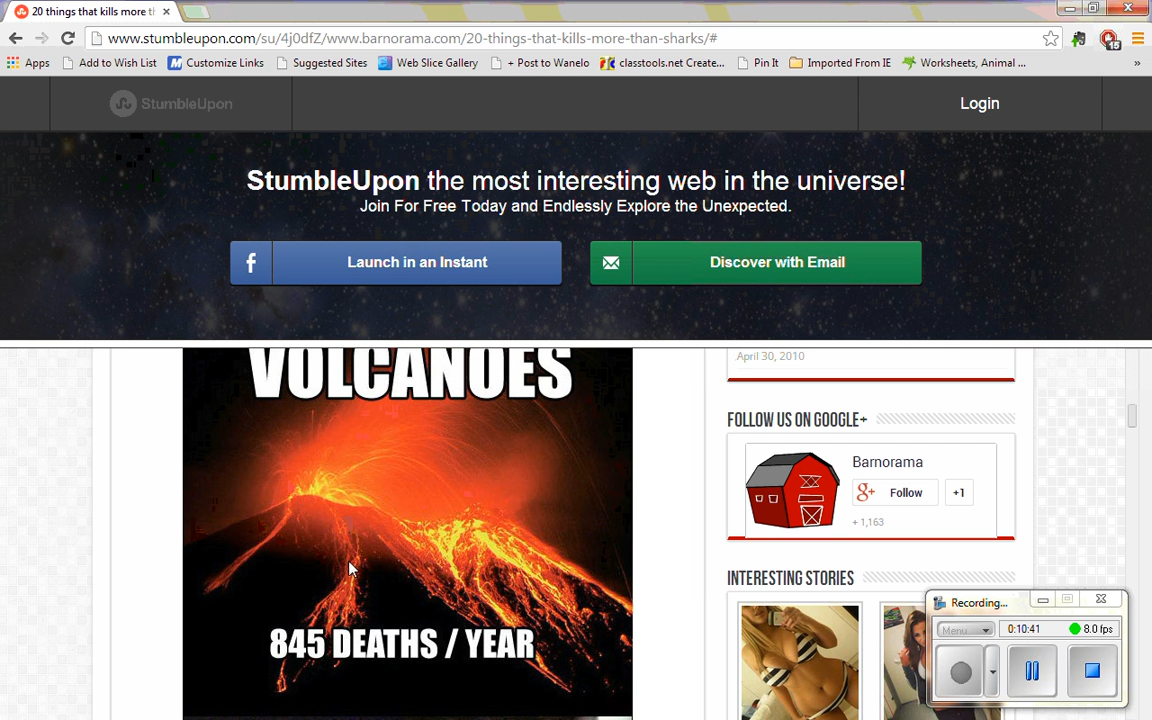 20 things that kills more t
www.stumbleupon.com/su/4j0dfZ/www.barnorama.com/20-things-that-kills-more-than-sharks/#
15
Apps Add to Wish List Customize Links Suggested Sites Web Slice Gallery + Post to Wanelo classtools.net Create... Pin It Imported From IE Worksheets, Animal ... »
StumbleUpon Login
StumbleUpon the most interesting web in the universe!
Join For Free Today and Endlessly Explore the Unexpected.
f Launch in an Instant Discover with Email
VOLCANOES
845 DEATHS / YEAR
April 30, 2010
FOLLOW US ON GOOGLE+
Barnorama
g+ Follow +1
+ 1,163
INTERESTING STORIES
Recording...
Menu 0:10:41 8.0 fps